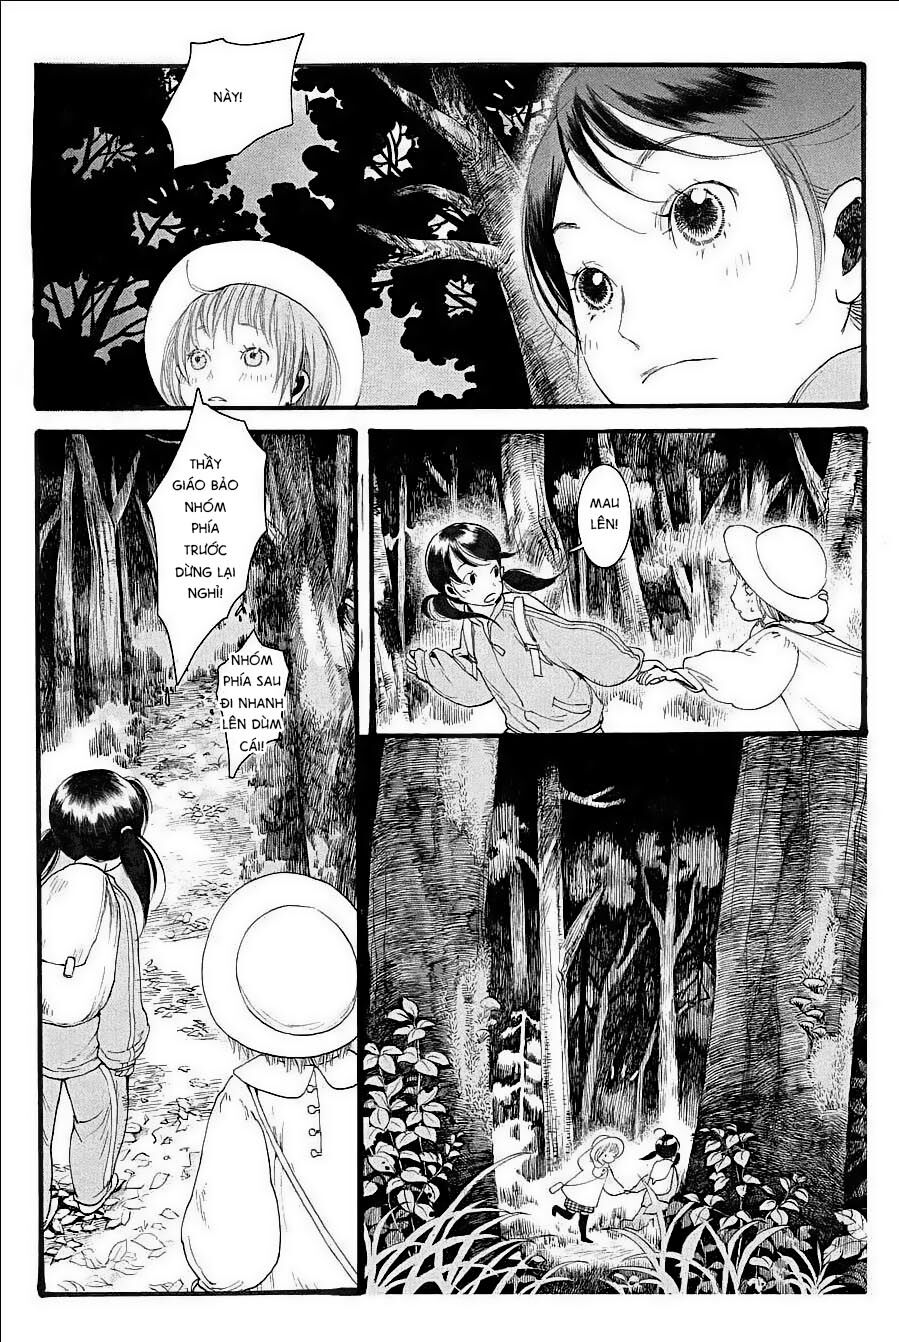 NÀY!
THẦY
GIÁO BẢO
NHÓM
PHÍA
TRƯỚC
DỪNG LẠI
NGHỈ!
NHÓM
PHÍA SAU
ĐI NHANH
LÊN DÙM
CÁI!
MAU
LÊN!